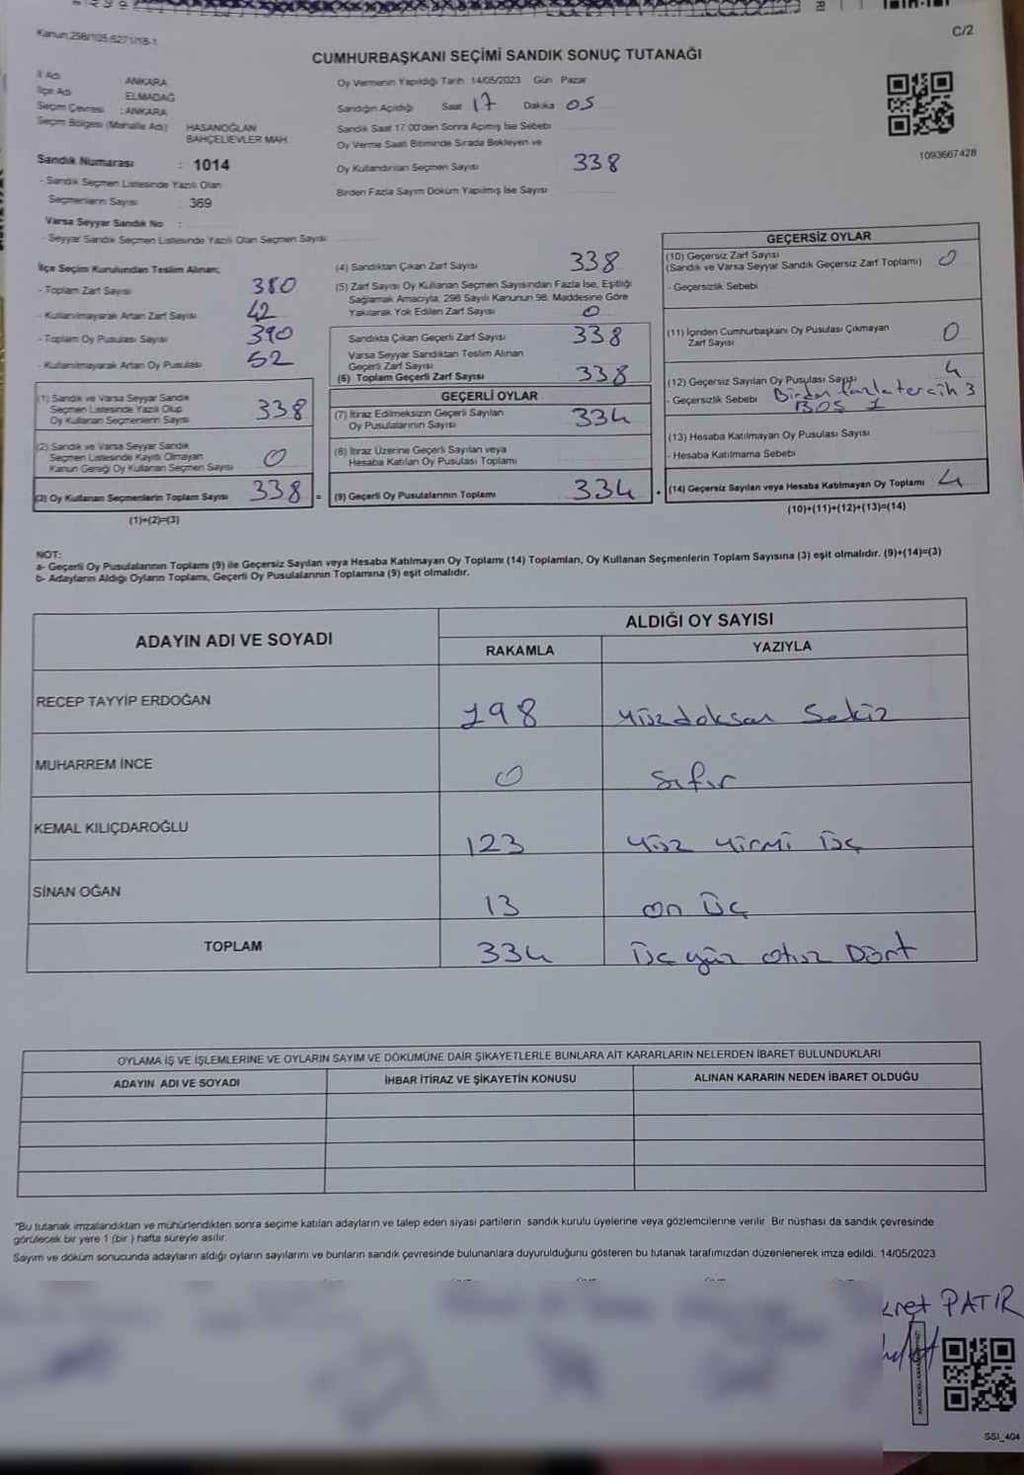 C/2
CUMHURBAŞKANI SEÇİMİ SANDIK SONUÇ TUTANAĞI
İl Adı ANKARA
İlçe Adı ELMADAĞ
Seçim Çevresi : ANKARA
Seçim Bölgesi (Mahalle Adı) HASANOĞLAN
BAHÇELİEVLER MAH.
Sandık Numarası : 1014
- Sandık Seçmen Listesinde Yazılı Olan
Seçmenlerin Sayısı 369
Varsa Seyyar Sandık No :
- Seyyar Sandık Seçmen Listesinde Yazılı Olan Seçmen Sayısı
Oy Vermenin Yapıldığı Tarih 14/05/2023 Gün Pazar
Sandığın Açıldığı Saat 17 Dakika 05
Sandık Saat 17.00'den Sonra Açılmış İse Sebebi
Oy Verme Saati Bitiminde Sırada Bekleyen ve
Oy Kullandırılan Seçmen Sayısı 338
Birden Fazla Sayım Döküm Yapılmış İse Sayısı
1093667428
İlçe Seçim Kurulundan Teslim Alınan;
- Toplam Zarf Sayısı 380
- Kullanılmayarak Artan Zarf Sayısı 42
- Toplam Oy Pusulası Sayısı 390
- Kullanılmayarak Artan Oy Pusulası 52
(1) Sandık ve Varsa Seyyar Sandık
Seçmen Listesinde Yazılı Olup
Oy Kullanan Seçmenlerin Sayısı 338
(2) Sandık ve Varsa Seyyar Sandık
Seçmen Listesinde Kayıtlı Olmayan
Kanun Gereği Oy Kullanan Seçmen Sayısı 0
(3) Oy Kullanan Seçmenlerin Toplam Sayısı 338 =
(1)+(2)=(3)
(4) Sandıktan Çıkan Zarf Sayısı 338
(5) Zarf Sayısı Oy Kullanan Seçmen Sayısından Fazla İse, Eşitliği
Sağlamak Amacıyla, 298 Sayılı Kanunun 98. Maddesine Göre
Yakılarak Yok Edilen Zarf Sayısı 0
Sandıkta Çıkan Geçerli Zarf Sayısı 338
Varsa Seyyar Sandıktan Teslim Alınan
Geçerli Zarf Sayısı
(6) Toplam Geçerli Zarf Sayısı 338
GEÇERLİ OYLAR
(7) İtiraz Edilmeksizin Geçerli Sayılan
Oy Pusulalarının Sayısı 334
(8) İtiraz Üzerine Geçerli Sayılan veya
Hesaba Katılan Oy Pusulası Toplamı
(9) Geçerli Oy Pusulalarının Toplamı 334
GEÇERSİZ OYLAR
(10) Geçersiz Zarf Sayısı
(Sandık ve Varsa Seyyar Sandık Geçersiz Zarf Toplamı) 0
- Geçersizlik Sebebi
(11) İçinden Cumhurbaşkanı Oy Pusulası Çıkmayan
Zarf Sayısı 0
(12) Geçersiz Sayılan Oy Pusulası Sayısı 4
- Geçersizlik Sebebi Birden fazla tercih 3
BOŞ 1
(13) Hesaba Katılmayan Oy Pusulası Sayısı
- Hesaba Katılmama Sebebi
(14) Geçersiz Sayılan veya Hesaba Katılmayan Oy Toplamı 4
(10)+(11)+(12)+(13)=(14)
NOT:
a- Geçerli Oy Pusulalarının Toplamı (9) ile Geçersiz Sayılan veya Hesaba Katılmayan Oy Toplamı (14) Toplamları, Oy Kullanan Seçmenlerin Toplam Sayısına (3) eşit olmalıdır. (9)+(14)=(3)
b- Adayların Aldığı Oyların Toplamı, Geçerli Oy Pusulalarının Toplamına (9) eşit olmalıdır.
ADAYIN ADI VE SOYADI ALDIĞI OY SAYISI
RAKAMLA YAZIYLA
RECEP TAYYİP ERDOĞAN 198 Yüzdoksan Sekiz
MUHARREM İNCE 0 Sıfır
KEMAL KILIÇDAROĞLU 123 Yüz Yirmi Üç
SİNAN OĞAN 13 on Üç
TOPLAM 334 Üç yüz otuz Dört
OYLAMA İŞ VE İŞLEMLERİNE VE OYLARIN SAYIM VE DÖKÜMÜNE DAİR ŞİKAYETLERLE BUNLARA AİT KARARLARIN NELERDEN İBARET BULUNDUKLARI
ADAYIN ADI VE SOYADI İHBAR İTİRAZ VE ŞİKAYETİN KONUSU ALINAN KARARIN NEDEN İBARET OLDUĞU
"Bu tutanak imzalandıktan ve mühürlendikten sonra seçime katılan adayların ve talep eden siyasi partilerin sandık kurulu üyelerine veya gözlemcilerine verilir. Bir nüshası da sandık çevresinde
görülecek bir yere 1 (bir) hafta süreyle asılır.
Sayım ve döküm sonucunda adayların aldığı oyların sayılarını ve bunların sandık çevresinde bulunanlara duyurulduğunu gösteren bu tutanak tarafımızdan düzenlenerek imza edildi. 14/05/2023
PATIR
SSI_404